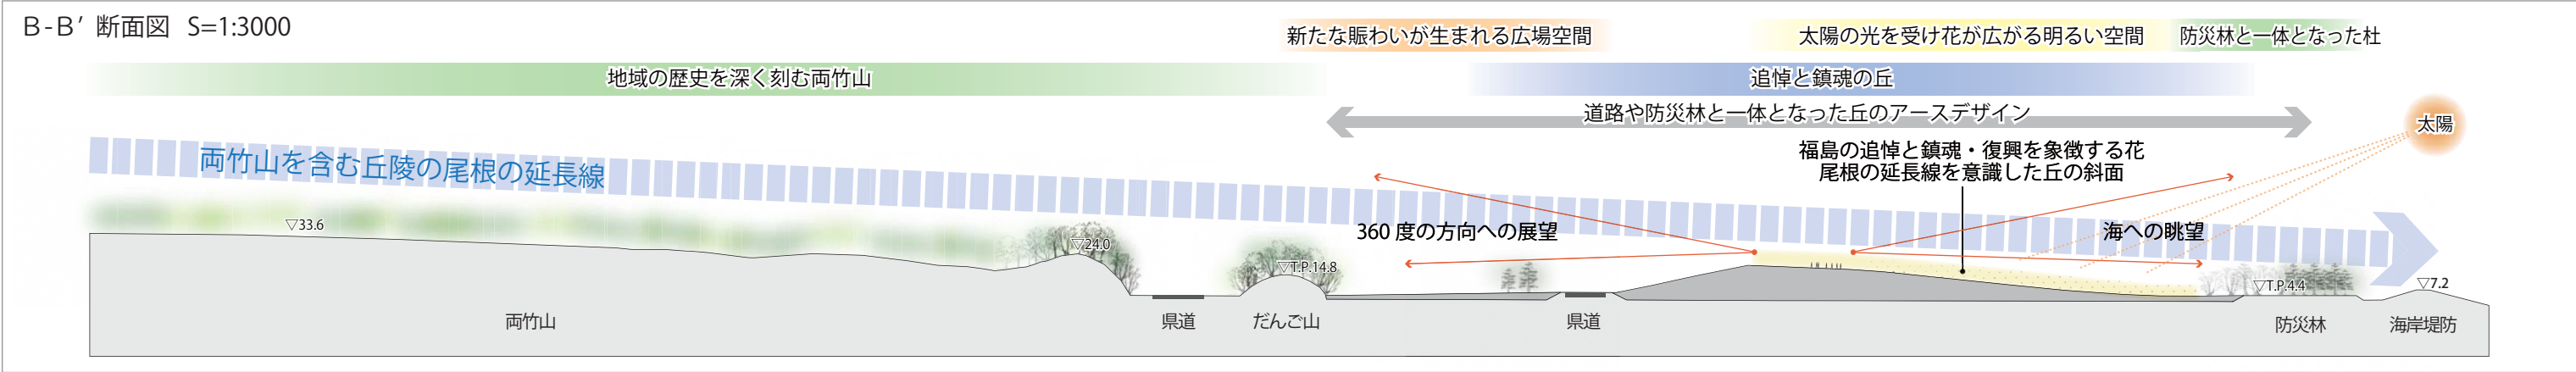 B-B′ 断面図 S=1:3000
新たな賑わいが生まれる広場空間
太陽の光を受け花が広がる明るい空間
防災林と一体となった杜
地域の歴史を深く刻む両竹山
追悼と鎮魂の丘
道路や防災林と一体となった丘のアースデザイン
太陽
両竹山を含む丘陵の尾根の延長線
福島の追悼と鎮魂・復興を象徴する花
尾根の延長線を意識した丘の斜面
▽33.6
▽24.0
360 度の方向への展望
海への眺望
▽T.P.14.8
▽T.P.4.4
▽7.2
両竹山
県道
だんご山
県道
防災林
海岸堤防